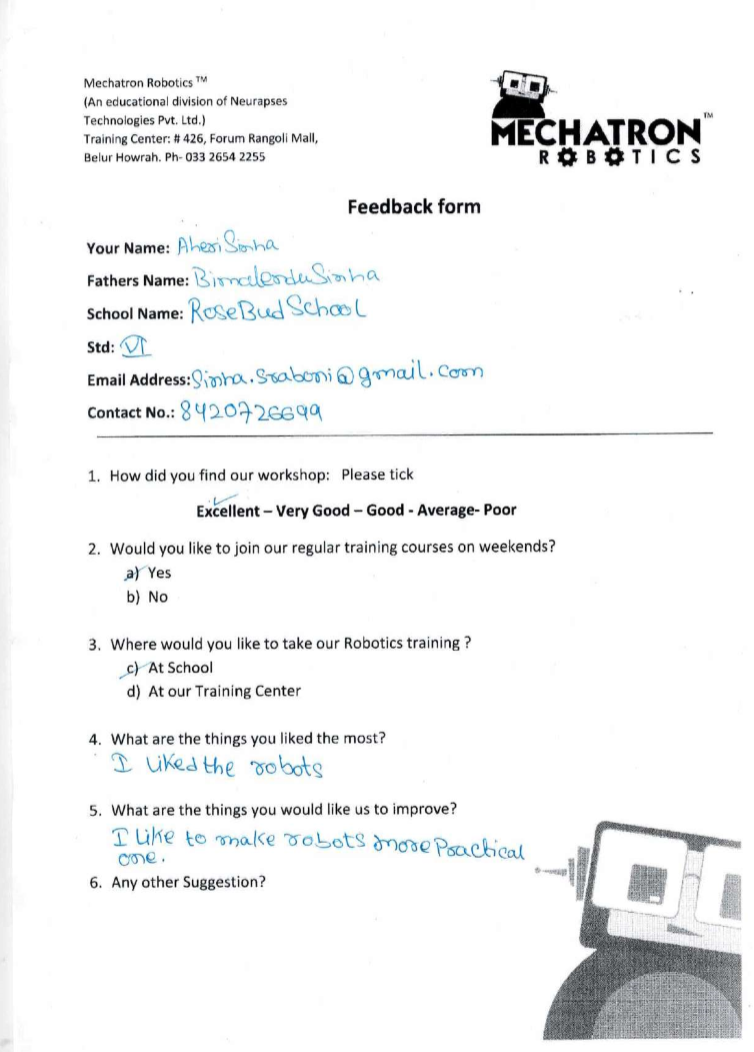 Mechatron Robotics ™
(An educational division of Neurapses
Technologies Pvt. Ltd.)
Training Center: # 426, Forum Rangoli Mall,
Belur Howrah. Ph- 033 2654 2255
MECHATRON™
ROBOTICS
Feedback form
Your Name: Aheri Sinha
Fathers Name: Bimalendu Sinha
School Name: RoseBud School
Std: VI
Email Address: Sinha.Sraboni@gmail.com
Contact No.: 8420726699
1. How did you find our workshop: Please tick
Excellent – Very Good – Good - Average- Poor
2. Would you like to join our regular training courses on weekends?
a) Yes
b) No
3. Where would you like to take our Robotics training ?
c) At School
d) At our Training Center
4. What are the things you liked the most?
I liked the robots
5. What are the things you would like us to improve?
I like to make robots more Practical
one.
6. Any other Suggestion?